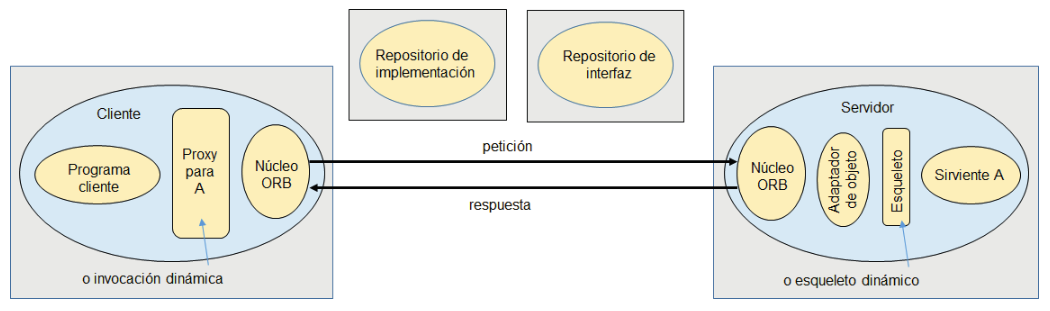 Repositorio de
implementación
Repositorio de
interfaz
Cliente
Programa
cliente
Proxy
para
A
Núcleo
ORB
o invocación dinámica
petición
respuesta
Servidor
Núcleo
ORB
Adaptador
de objeto
Esqueleto
Sirviente A
o esqueleto dinámico